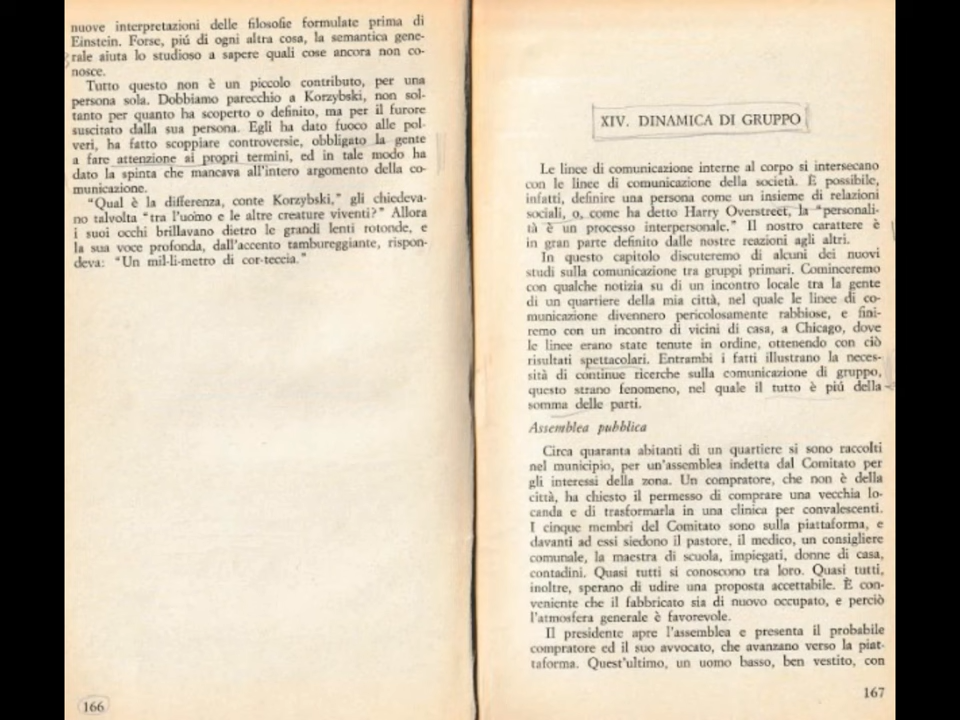 nuove interpretazioni delle filosofie formulate prima di
Einstein. Forse, piú di ogni altra cosa, la semantica gene-
rale aiuta lo studioso a sapere quali cose ancora non co-
nosce.
Tutto questo non è un piccolo contributo, per una
persona sola. Dobbiamo parecchio a Korzybski, non sol-
tanto per quanto ha scoperto o definito, ma per il furore
suscitato dalla sua persona. Egli ha dato fuoco alle pol-
veri, ha fatto scoppiare controversie, obbligato la gente
a fare attenzione ai propri termini, ed in tale modo ha
dato la spinta che mancava all'intero argomento della co-
municazione.
"Qual è la differenza, conte Korzybski," gli chiedeva-
no talvolta "tra l'uomo e le altre creature viventi?" Allora
i suoi occhi brillavano dietro le grandi lenti rotonde, e
la sua voce profonda, dall'accento tambureggiante, rispon-
deva: "Un mil-li-metro di cor-teccia."
166
XIV. DINAMICA DI GRUPPO
Le linee di comunicazione interne al corpo si intersecano
con le linee di comunicazione della società. È possibile,
infatti, definire una persona come un insieme di relazioni
sociali, o, come ha detto Harry Overstreet, la "personali-
tà è un processo interpersonale." Il nostro carattere è
in gran parte definito dalle nostre reazioni agli altri.
In questo capitolo discuteremo di alcuni dei nuovi
studi sulla comunicazione tra gruppi primari. Cominceremo
con qualche notizia su di un incontro locale tra la gente
di un quartiere della mia città, nel quale le linee di co-
municazione divennero pericolosamente rabbiose, e fini-
remo con un incontro di vicini di casa, a Chicago, dove
le linee erano state tenute in ordine, ottenendo con ciò
risultati spettacolari. Entrambi i fatti illustrano la neces-
sità di continue ricerche sulla comunicazione di gruppo,
questo strano fenomeno, nel quale il tutto è piú della
somma delle parti.
Assemblea pubblica
Circa quaranta abitanti di un quartiere si sono raccolti
nel municipio, per un'assemblea indetta dal Comitato per
gli interessi della zona. Un compratore, che non è della
città, ha chiesto il permesso di comprare una vecchia lo-
canda e di trasformarla in una clinica per convalescenti.
I cinque membri del Comitato sono sulla piattaforma, e
davanti ad essi siedono il pastore, il medico, un consigliere
comunale, la maestra di scuola, impiegati, donne di casa,
contadini. Quasi tutti si conoscono tra loro. Quasi tutti,
inoltre, sperano di udire una proposta accettabile. È con-
veniente che il fabbricato sia di nuovo occupato, e perciò
l'atmosfera generale è favorevole.
Il presidente apre l'assemblea e presenta il probabile
compratore ed il suo avvocato, che avanzano verso la piat-
taforma. Quest'ultimo, un uomo basso, ben vestito, con
167